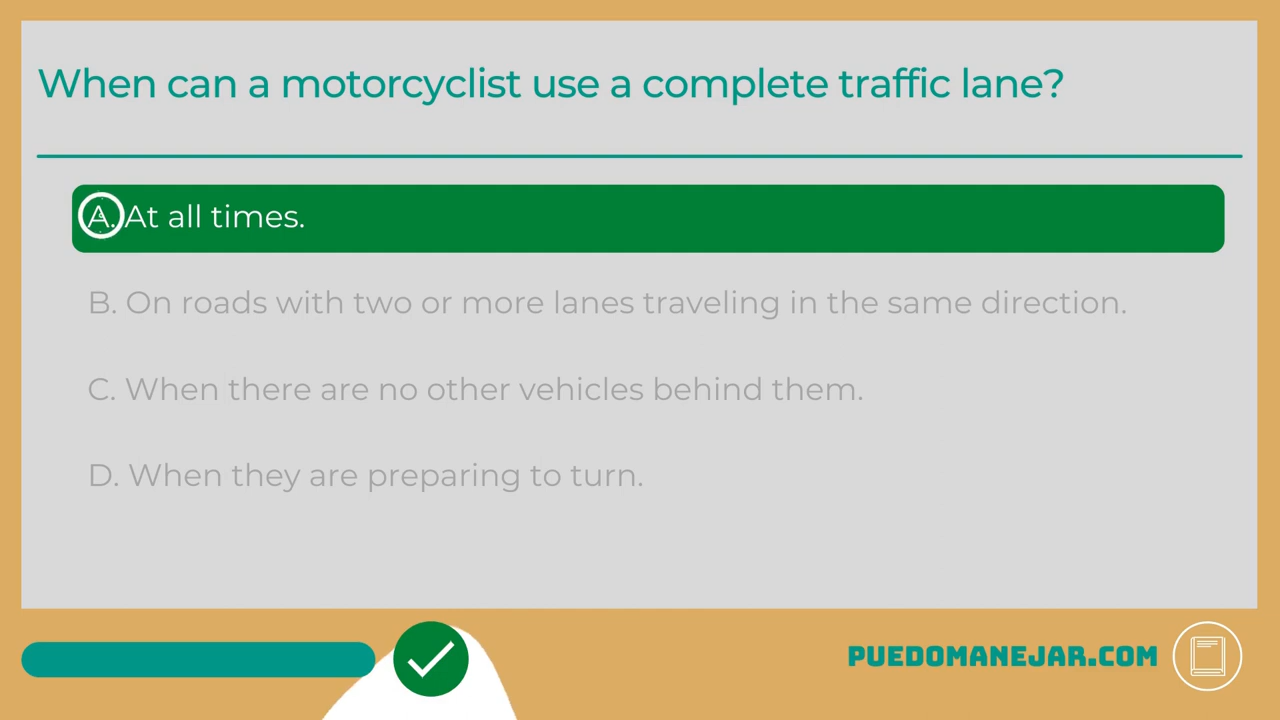 When can a motorcyclist use a complete traffic lane?
A. At all times.
B. On roads with two or more lanes traveling in the same direction.
C. When there are no other vehicles behind them.
D. When they are preparing to turn.
PUEDOMANEJAR.COM